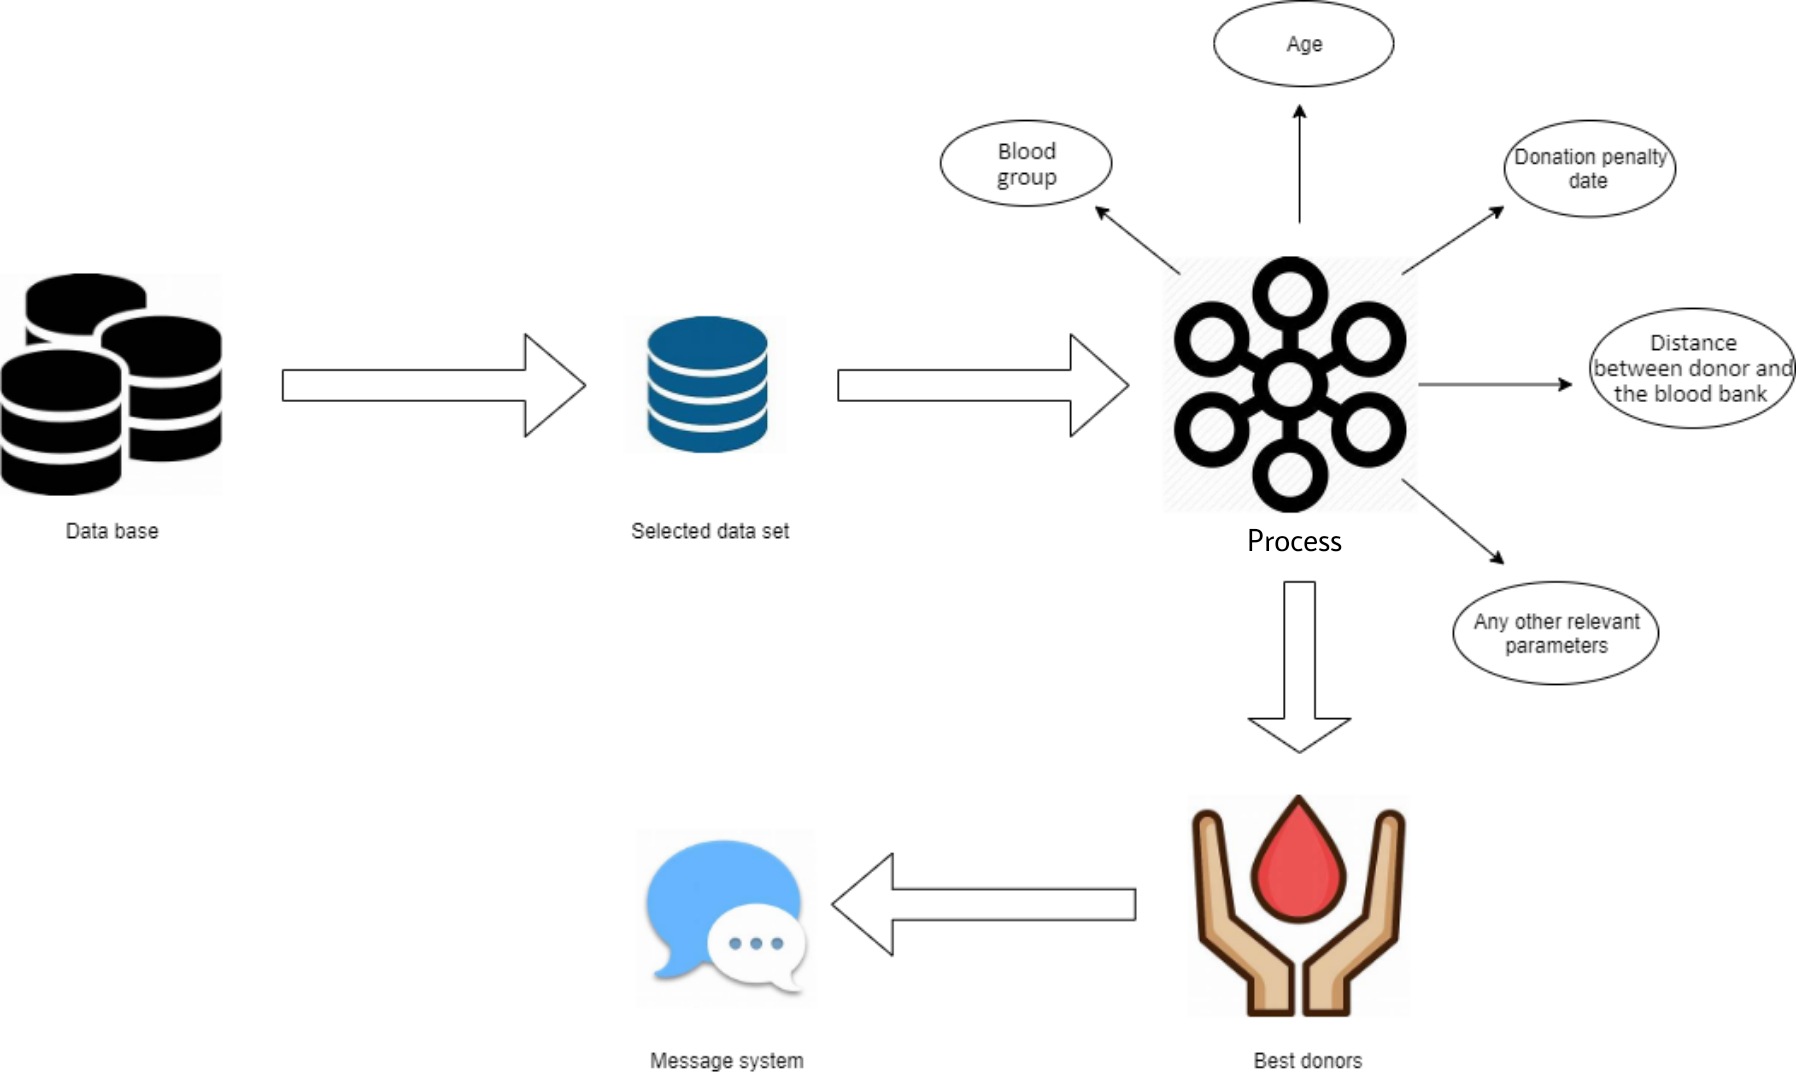 Age
Blood
group
Donation penalty
date
Distance
between donor and
the blood bank
Data base
Selected data set
Process
Any other relevant
parameters
Message system
Best donors